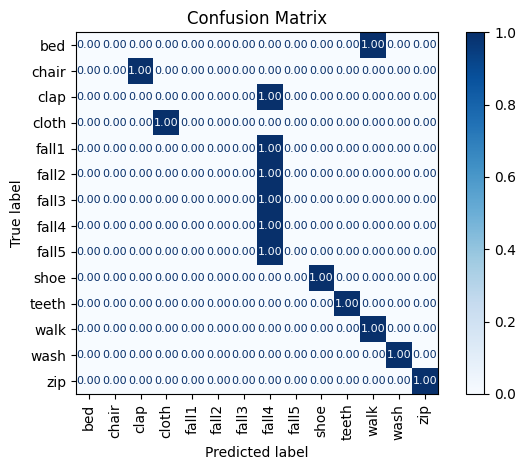 Confusion Matrix
True label
bed 0.00 0.00 0.00 0.00 0.00 0.00 0.00 0.00 0.00 0.00 0.00 1.00 0.00 0.00
chair 0.00 0.00 1.00 0.00 0.00 0.00 0.00 0.00 0.00 0.00 0.00 0.00 0.00 0.00
clap 0.00 0.00 0.00 0.00 0.00 0.00 0.00 1.00 0.00 0.00 0.00 0.00 0.00 0.00
cloth 0.00 0.00 0.00 1.00 0.00 0.00 0.00 0.00 0.00 0.00 0.00 0.00 0.00 0.00
fall1 0.00 0.00 0.00 0.00 0.00 0.00 0.00 1.00 0.00 0.00 0.00 0.00 0.00 0.00
fall2 0.00 0.00 0.00 0.00 0.00 0.00 0.00 1.00 0.00 0.00 0.00 0.00 0.00 0.00
fall3 0.00 0.00 0.00 0.00 0.00 0.00 0.00 1.00 0.00 0.00 0.00 0.00 0.00 0.00
fall4 0.00 0.00 0.00 0.00 0.00 0.00 0.00 1.00 0.00 0.00 0.00 0.00 0.00 0.00
fall5 0.00 0.00 0.00 0.00 0.00 0.00 0.00 1.00 0.00 0.00 0.00 0.00 0.00 0.00
shoe 0.00 0.00 0.00 0.00 0.00 0.00 0.00 0.00 0.00 1.00 0.00 0.00 0.00 0.00
teeth 0.00 0.00 0.00 0.00 0.00 0.00 0.00 0.00 0.00 0.00 1.00 0.00 0.00 0.00
walk 0.00 0.00 0.00 0.00 0.00 0.00 0.00 0.00 0.00 0.00 0.00 1.00 0.00 0.00
wash 0.00 0.00 0.00 0.00 0.00 0.00 0.00 0.00 0.00 0.00 0.00 0.00 1.00 0.00
zip 0.00 0.00 0.00 0.00 0.00 0.00 0.00 0.00 0.00 0.00 0.00 0.00 0.00 1.00
bed chair clap cloth fall1 fall2 fall3 fall4 fall5 shoe teeth walk wash zip
Predicted label
1.0
0.8
0.6
0.4
0.2
0.0